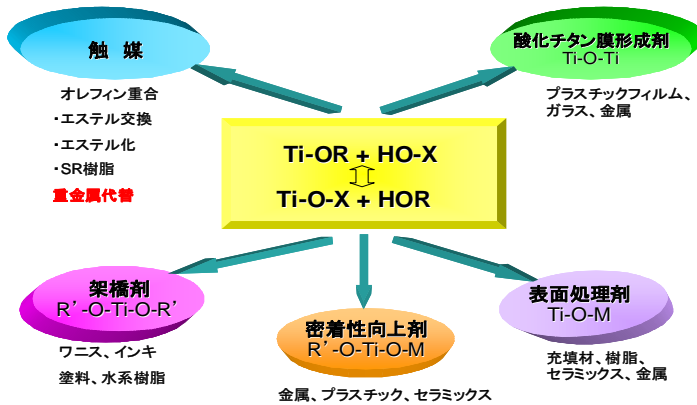 触 媒
オレフィン重合
・エステル交換
・エステル化
・SR樹脂
重金属代替
酸化チタン膜形成剤
Ti-O-Ti
プラスチックフィルム、
ガラス、金属
Ti-OR + HO-X
Ti-O-X + HOR
架橋剤
R’-O-Ti-O-R’
ワニス、インキ
塗料、水系樹脂
密着性向上剤
R’-O-Ti-O-M
金属、プラスチック、セラミックス
表面処理剤
Ti-O-M
充填材、樹脂、
セラミックス、金属